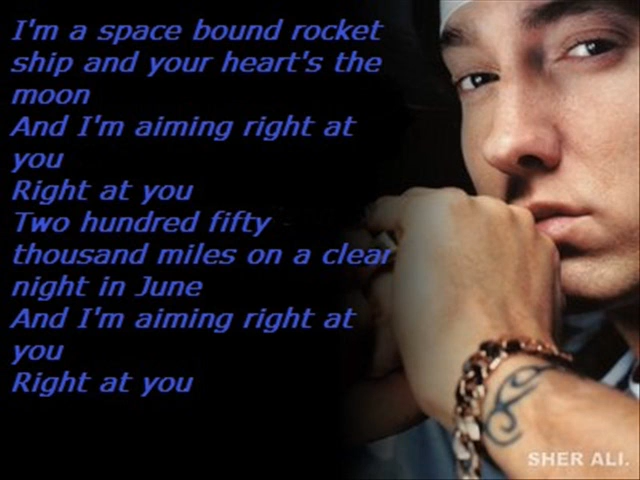 I'm a space bound rocket
ship and your heart's the
moon
And I'm aiming right at
you
Right at you
Two hundred fifty
thousand miles on a clear
night in June
And I'm aiming right at
you
Right at you
SHER ALI.